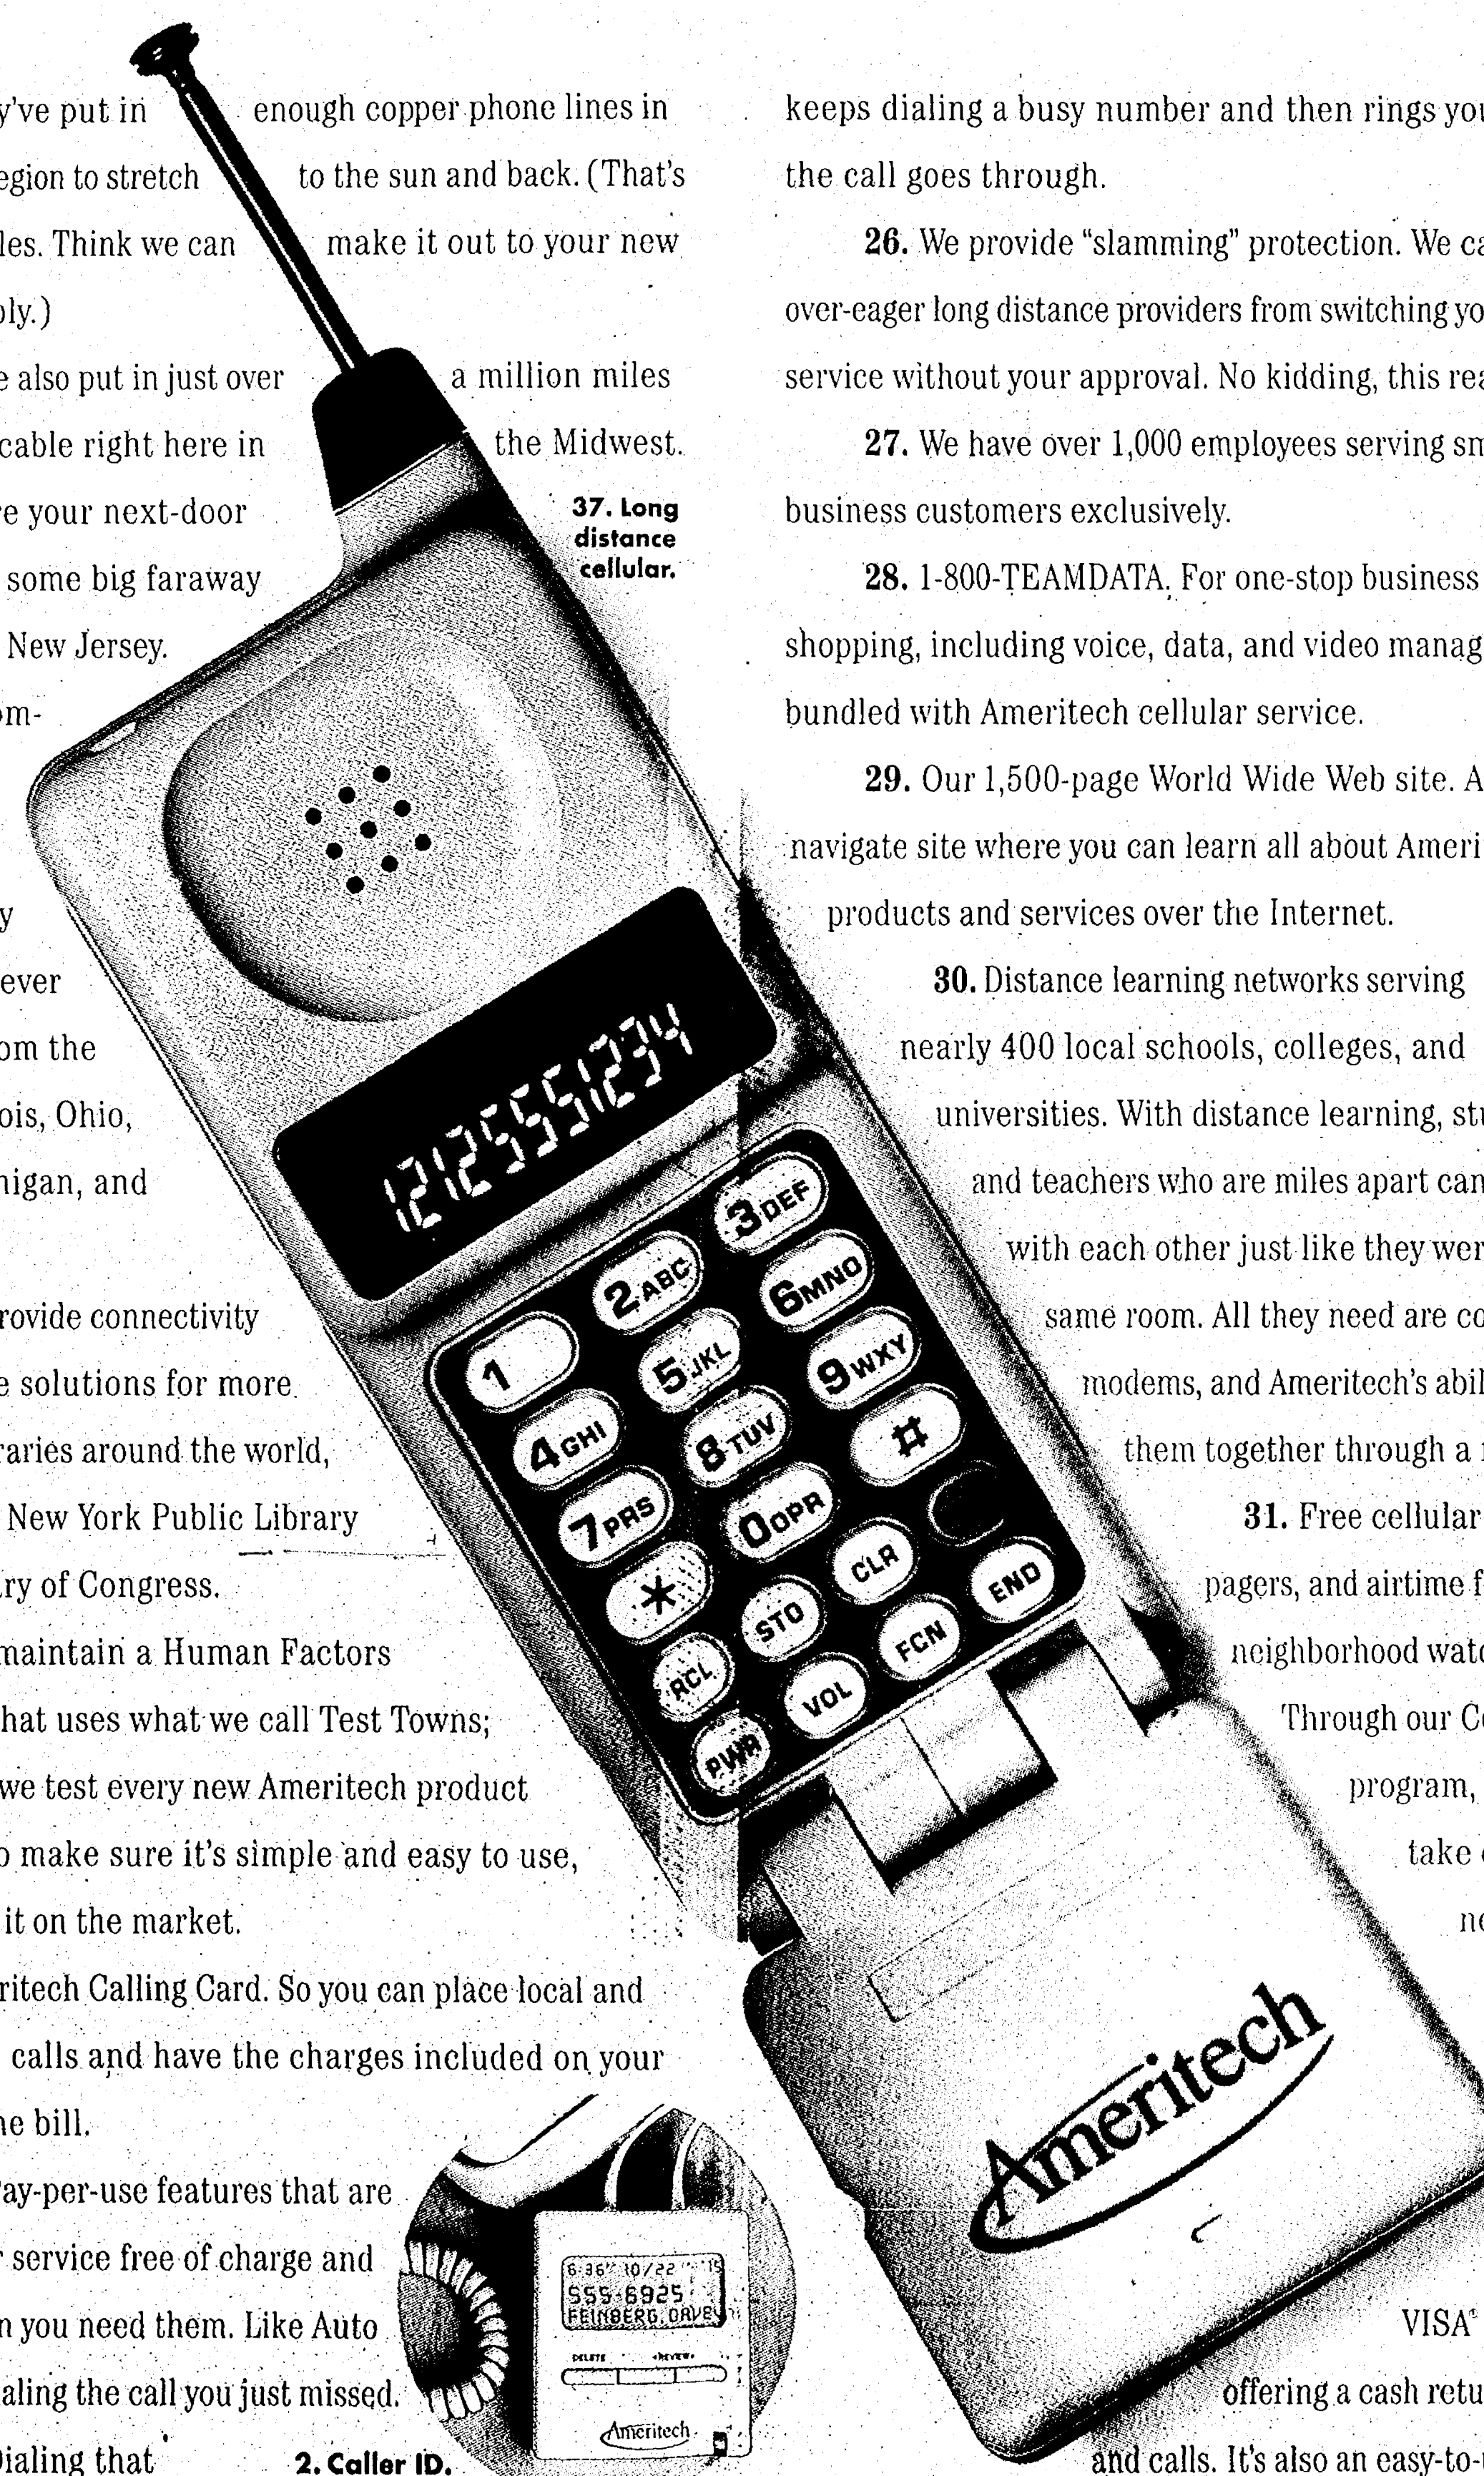 y've put in enough copper phone lines in
egion to stretch to the sun and back. (That's
les. Think we can make it out to your new
bly.)
e also put in just over a million miles
cable right here in the Midwest.
re your next-door
some big faraway
New Jersey.
om-
37. Long
distance
cellular.
y
ever
om the
ois, Ohio,
higan, and
rovide connectivity
e solutions for more
raries around the world,
New York Public Library
ry of Congress.
maintain a Human Factors
hat uses what we call Test Towns;
we test every new Ameritech product
o make sure it's simple and easy to use,
it on the market.
ritech Calling Card. So you can place local and
calls and have the charges included on your
ne bill.
Pay-per-use features that are
r service free of charge and
n you need them. Like Auto
aling the call you just missed.
Dialing that
2. Caller ID.
12125551234
1 2ABC 3DEF
4GHI 5JKL 6MNO
7PRS 8TUV 9WXY
* 0OPR #
RCL STO CLR
PWR VOL FCN END
Ameritech
6:36 10/22 15
555-6925
FEINBERG, DAVE
DELETE REVIEW
Ameritech
keeps dialing a busy number and then rings you
the call goes through.
26. We provide “slamming” protection. We ca
over-eager long distance providers from switching yo
service without your approval. No kidding, this rea
27. We have over 1,000 employees serving sm
business customers exclusively.
28. 1-800-TEAMDATA. For one-stop business
shopping, including voice, data, and video manag
bundled with Ameritech cellular service.
29. Our 1,500-page World Wide Web site. A
navigate site where you can learn all about Ameri
products and services over the Internet.
30. Distance learning networks serving
nearly 400 local schools, colleges, and
universities. With distance learning, stu
and teachers who are miles apart can
with each other just like they wer
same room. All they need are co
modems, and Ameritech's abil
them together through a
31. Free cellular
pagers, and airtime f
neighborhood watc
Through our C
program,
take
ne
VISA
offering a cash retu
and calls. It's also an easy-to-